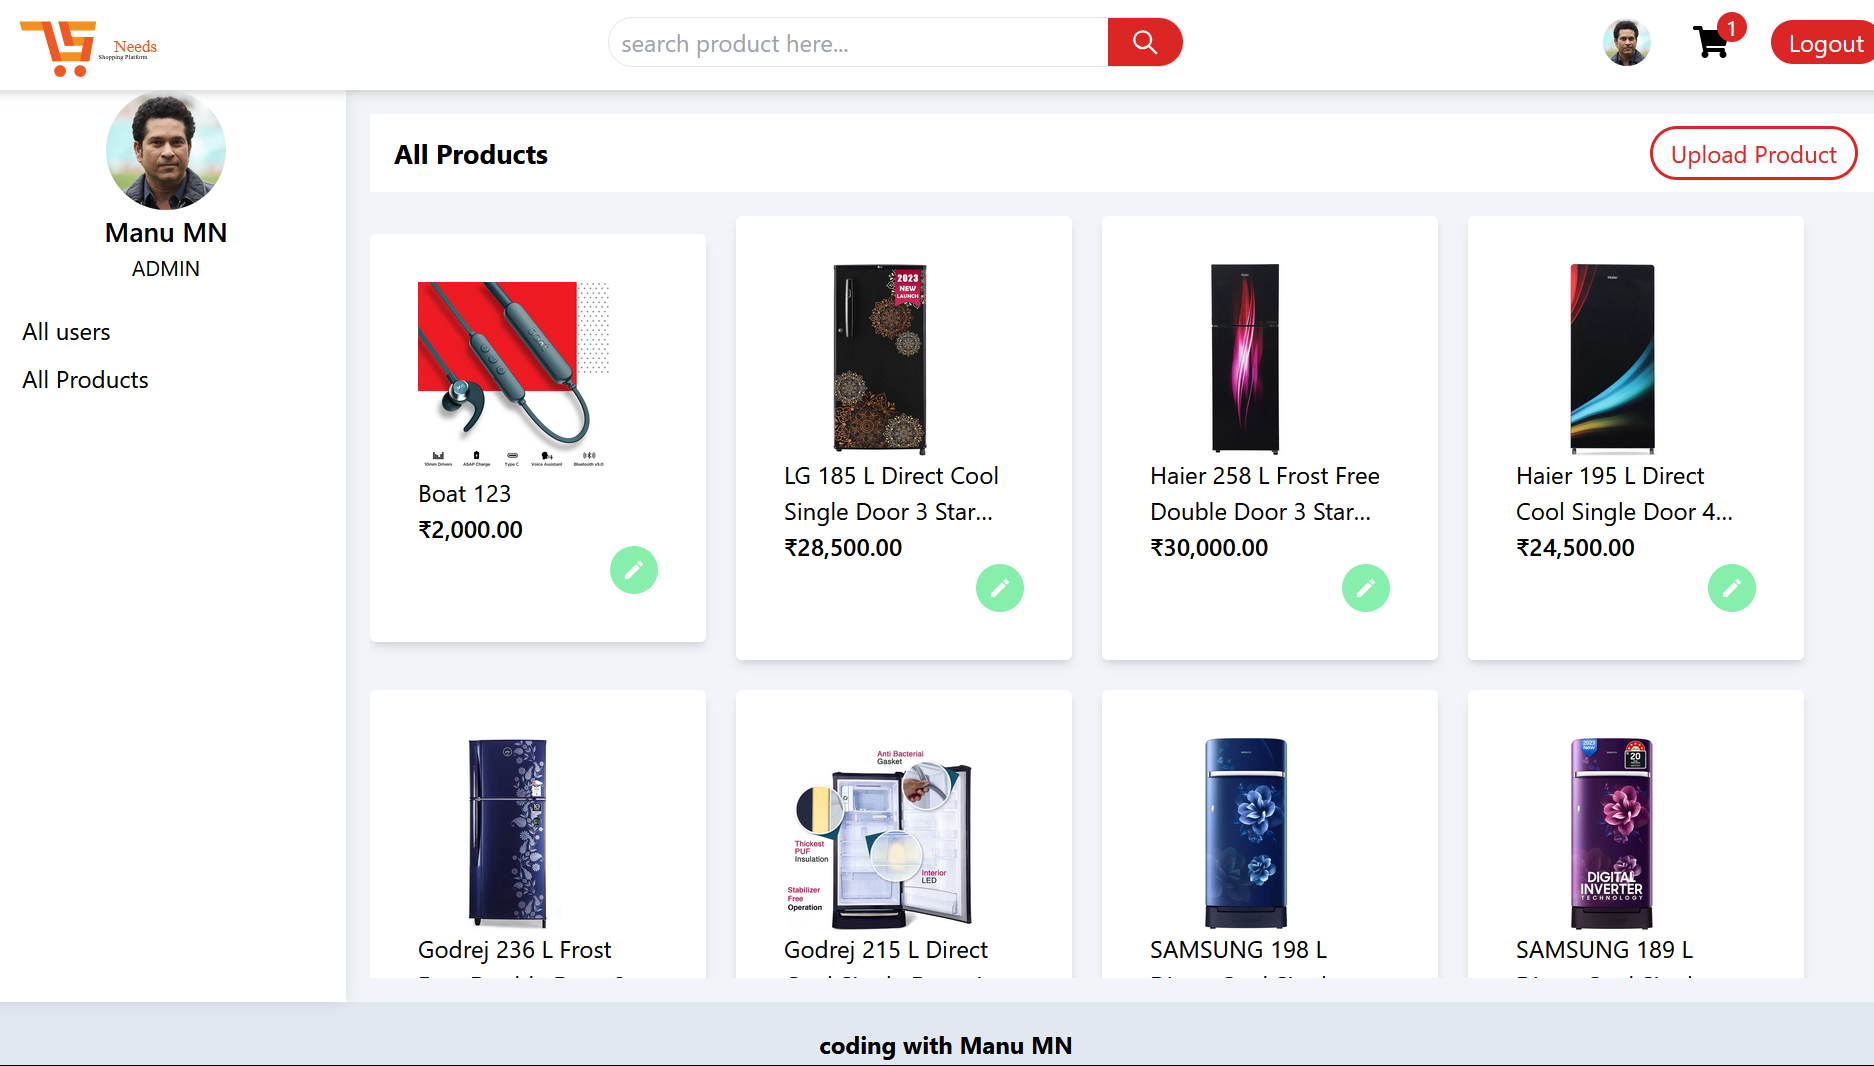 Needs
Shopping Platform
search product here...
1
Logout
Manu MN
ADMIN
All users
All Products
All Products
Upload Product
10mm Drivers ASAP Charge Type C Voice Assistant Bluetooth v5.0
Boat 123
₹2,000.00
2023
NEW
LAUNCH
LG 185 L Direct Cool
Single Door 3 Star...
₹28,500.00
Haier
Haier 258 L Frost Free
Double Door 3 Star...
₹30,000.00
Haier
Haier 195 L Direct
Cool Single Door 4...
₹24,500.00
Godrej 236 L Frost
Anti Bacterial
Gasket
Thickest
PUF
Insulation
Interior
LED
Stabilizer
Free
Operation
Godrej 215 L Direct
SAMSUNG 198 L
2023
New
20
DIGITAL
INVERTER
TECHNOLOGY
SAMSUNG 189 L
coding with Manu MN